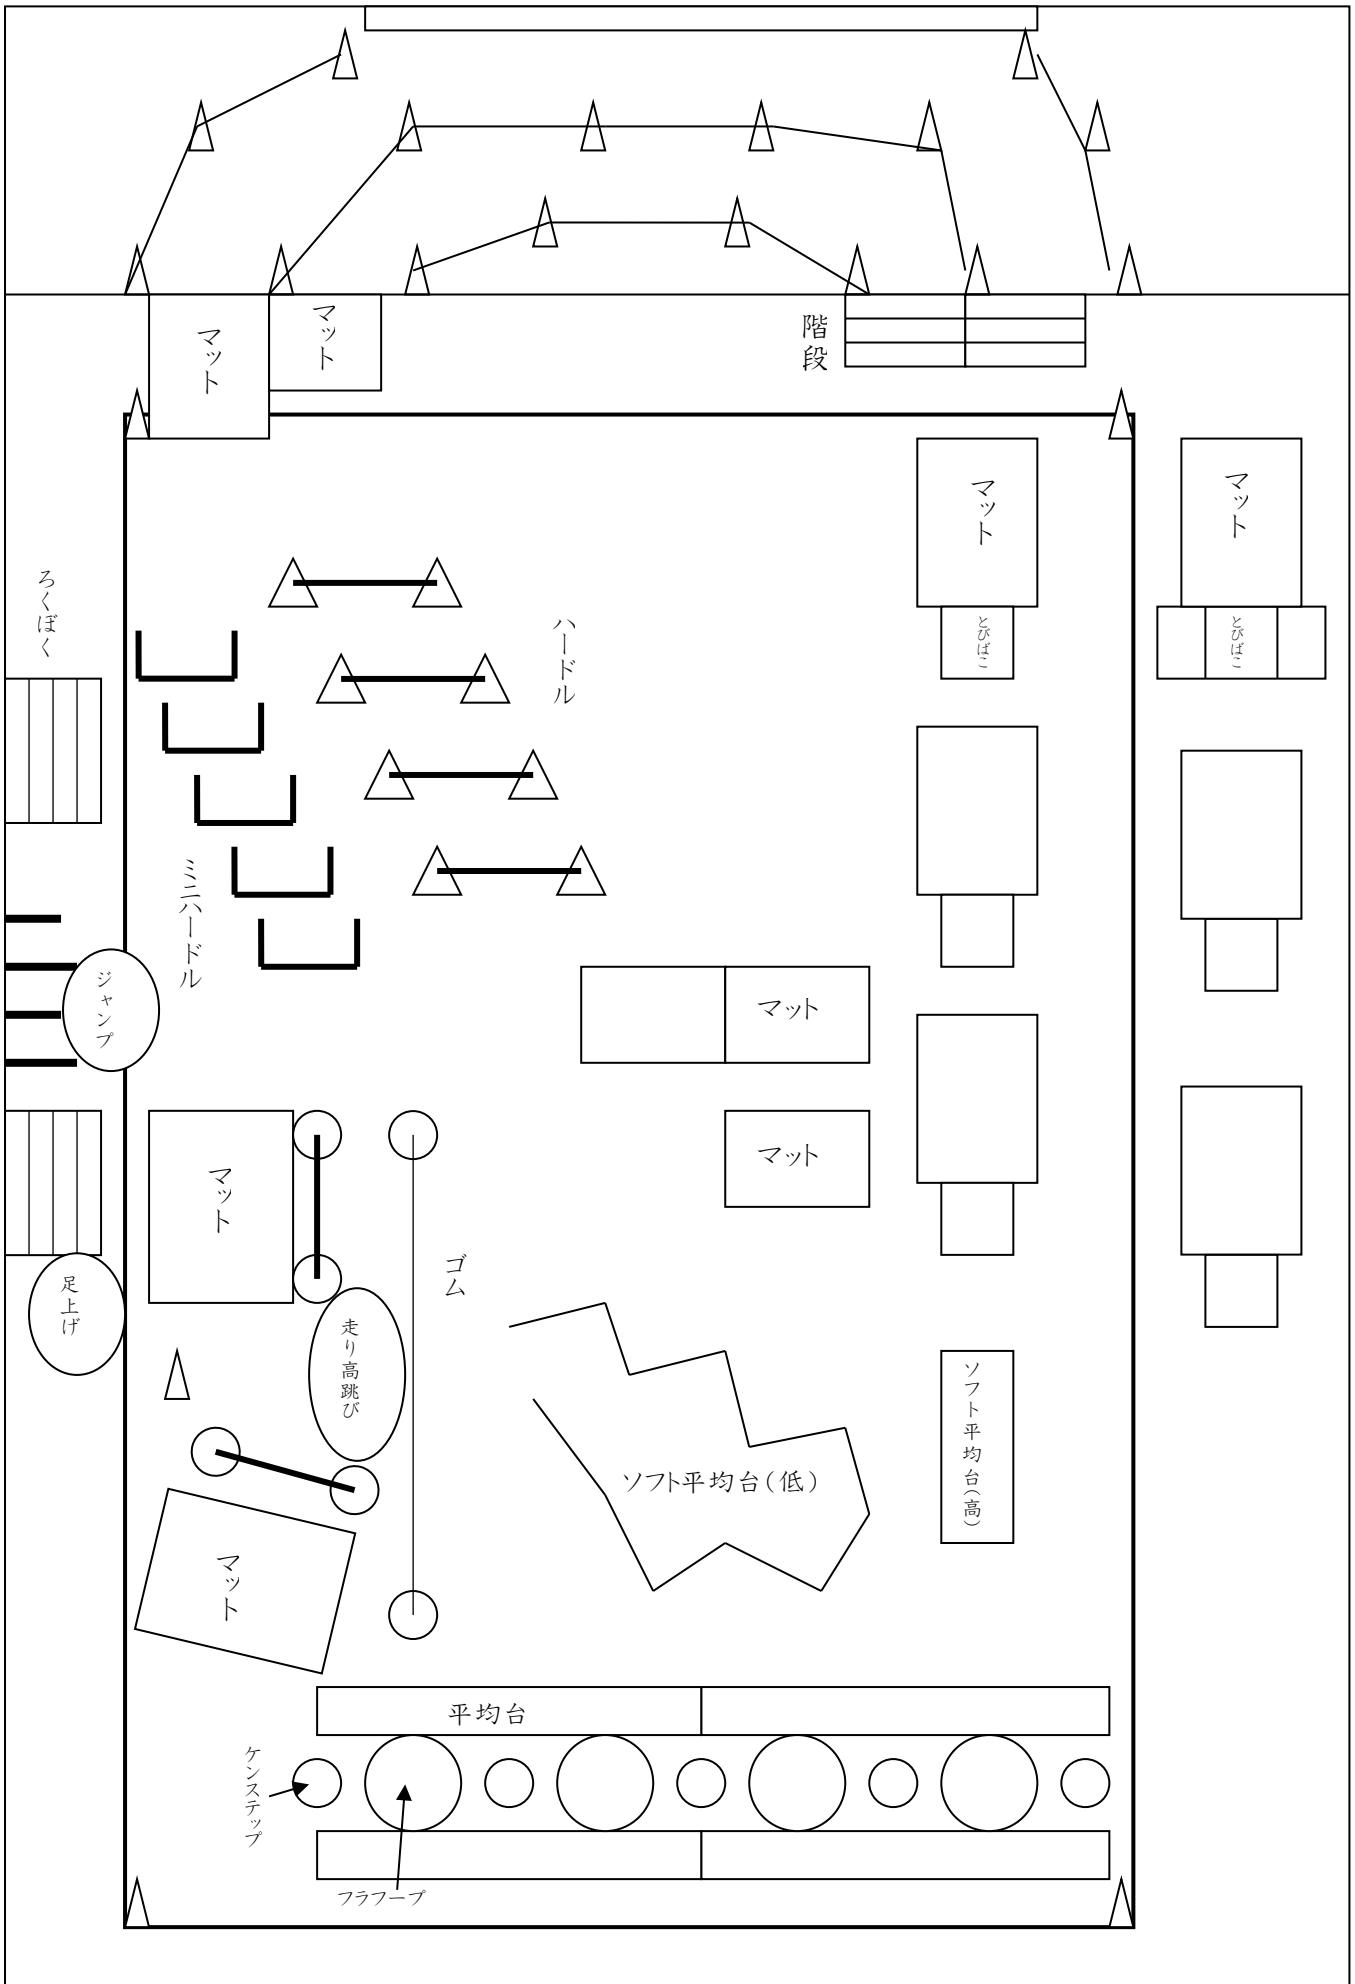 マット
マット
階段
マット
マット
とびばこ
とびばこ
ろくぼく
ハードル
ミニハードル
ジャンプ
マット
マット
マット
ゴム
足上げ
走り高跳び
ソフト平均台(高)
ソフト平均台(低)
マット
平均台
ケンステップ
フラフープ